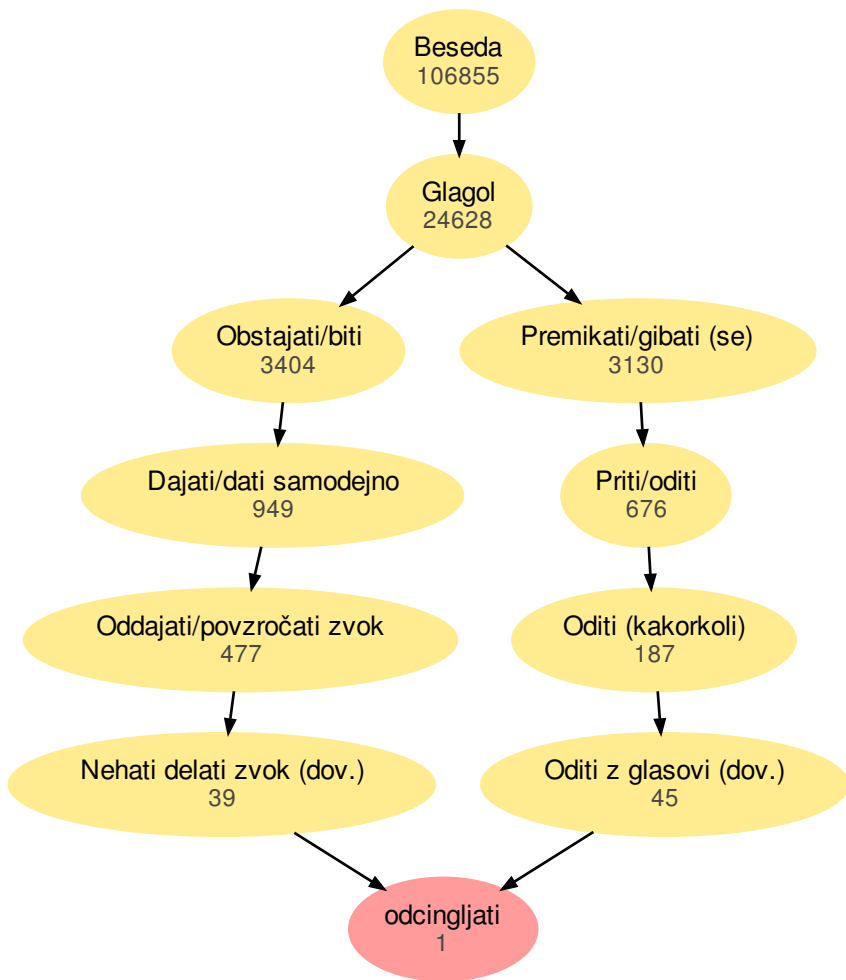 Beseda
106855
Glagol
24628
Obstajati/biti
3404
Premikati/gibati (se)
3130
Dajati/dati samodejno
949
Priti/oditi
676
Oddajati/povzročati zvok
477
Oditi (kakorkoli)
187
Nehati delati zvok (dov.)
39
Oditi z glasovi (dov.)
45
odcingljati
1